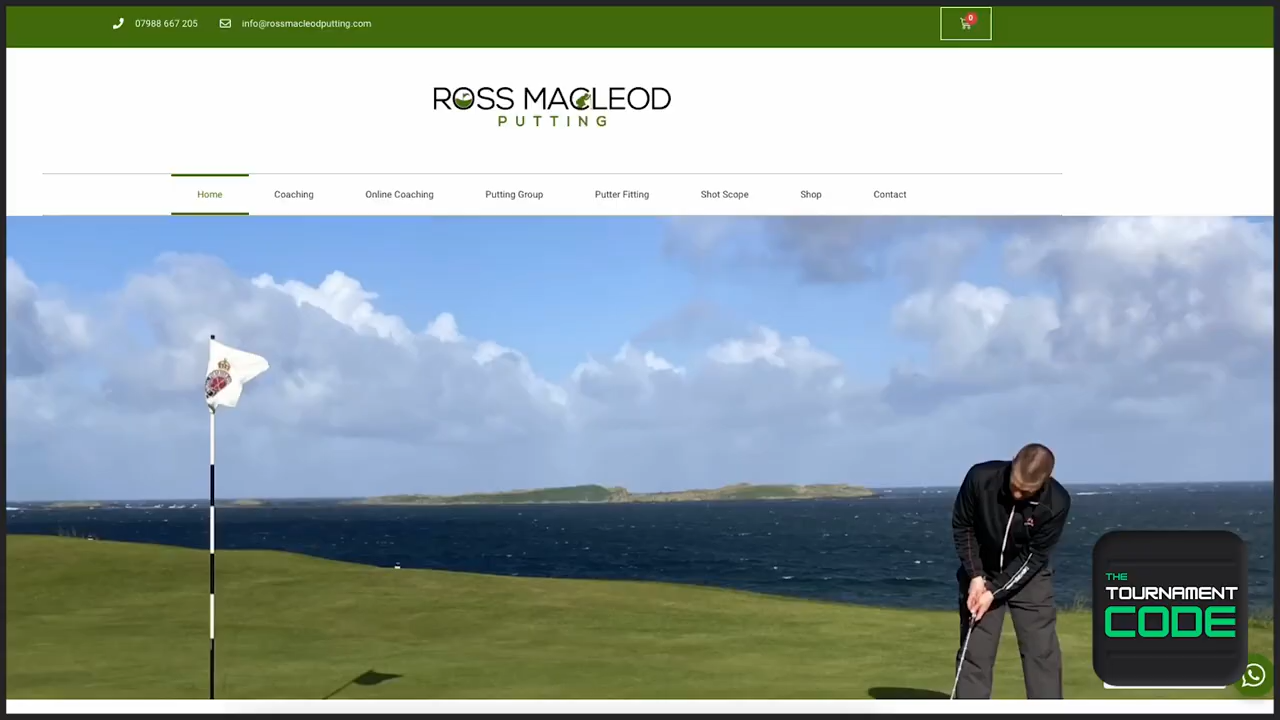 07988 667 205
info@rossmacleodputting.com
0
ROSS MACLEOD
PUTTING
Home
Coaching
Online Coaching
Putting Group
Putter Fitting
Shot Scope
Shop
Contact
THE
TOURNAMENT
CODE